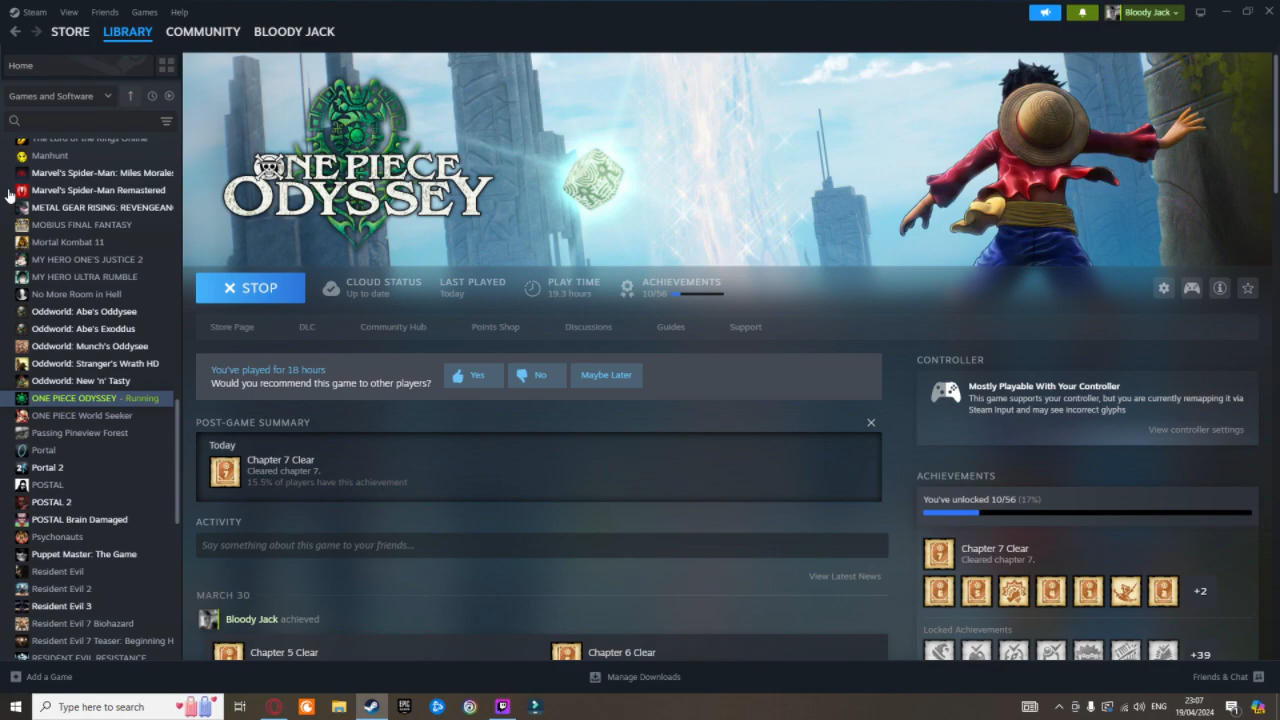 Steam View Friends Games Help
Bloody Jack
STORE LIBRARY COMMUNITY BLOODY JACK
Home
Games and Software
The Lord of the Rings Online
Manhunt
Marvel's Spider-Man: Miles Morales
Marvel's Spider-Man Remastered
METAL GEAR RISING: REVENGEAN
MOBIUS FINAL FANTASY
Mortal Kombat 11
MY HERO ONE'S JUSTICE 2
MY HERO ULTRA RUMBLE
No More Room in Hell
Oddworld: Abe's Oddysee
Oddworld: Abe's Exoddus
Oddworld: Munch's Oddysee
Oddworld: Stranger's Wrath HD
Oddworld: New 'n' Tasty
ONE PIECE ODYSSEY - Running
ONE PIECE World Seeker
Passing Pineview Forest
Portal
Portal 2
POSTAL
POSTAL 2
POSTAL Brain Damaged
Psychonauts
Puppet Master: The Game
Resident Evil
Resident Evil 2
Resident Evil 3
Resident Evil 7 Biohazard
Resident Evil 7 Teaser: Beginning H
RESIDENT EVIL RESISTANCE
ONE PIECE
ODYSSEY
STOP
CLOUD STATUS
Up to date
LAST PLAYED
Today
PLAY TIME
19.3 hours
ACHIEVEMENTS
10/56
Store Page DLC Community Hub Points Shop Discussions Guides Support
You've played for 18 hours
Would you recommend this game to other players?
Yes No Maybe Later
POST-GAME SUMMARY
Today
Chapter 7 Clear
Cleared chapter 7.
15.5% of players have this achievement
ACTIVITY
Say something about this game to your friends...
View Latest News
MARCH 30
Bloody Jack achieved
Chapter 5 Clear Chapter 6 Clear
CONTROLLER
Mostly Playable With Your Controller
This game supports your controller, but you are currently remapping it via
Steam Input and may see incorrect glyphs
View controller settings
ACHIEVEMENTS
You've unlocked 10/56 (17%)
Chapter 7 Clear
Cleared chapter 7.
+2
Locked Achievements
+39
Add a Game Manage Downloads Friends & Chat
Type here to search
EPIC
ENG
23:07
19/04/2024